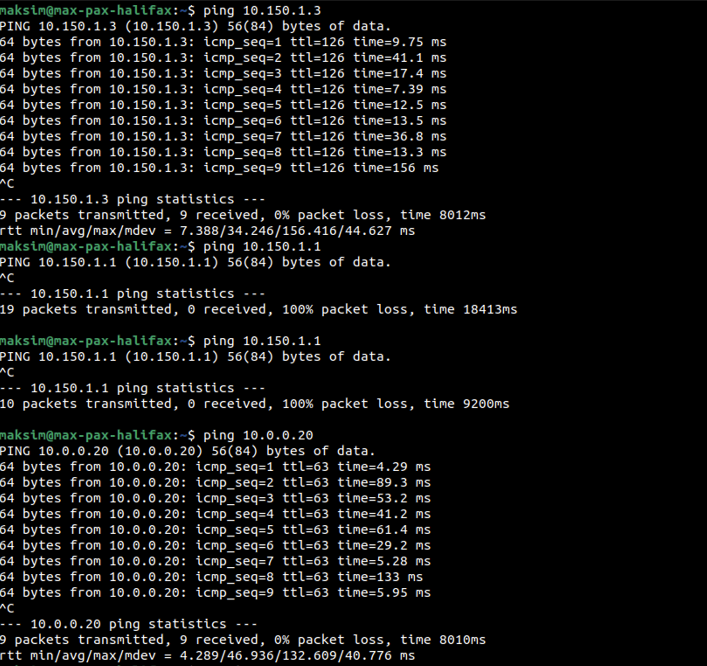 maksim@max-pax-halifax:~$ ping 10.150.1.3
PING 10.150.1.3 (10.150.1.3) 56(84) bytes of data.
64 bytes from 10.150.1.3: icmp_seq=1 ttl=126 time=9.75 ms
64 bytes from 10.150.1.3: icmp_seq=2 ttl=126 time=41.1 ms
64 bytes from 10.150.1.3: icmp_seq=3 ttl=126 time=17.4 ms
64 bytes from 10.150.1.3: icmp_seq=4 ttl=126 time=7.39 ms
64 bytes from 10.150.1.3: icmp_seq=5 ttl=126 time=12.5 ms
64 bytes from 10.150.1.3: icmp_seq=6 ttl=126 time=13.5 ms
64 bytes from 10.150.1.3: icmp_seq=7 ttl=126 time=36.8 ms
64 bytes from 10.150.1.3: icmp_seq=8 ttl=126 time=13.3 ms
64 bytes from 10.150.1.3: icmp_seq=9 ttl=126 time=156 ms
^C
--- 10.150.1.3 ping statistics ---
9 packets transmitted, 9 received, 0% packet loss, time 8012ms
rtt min/avg/max/mdev = 7.388/34.246/156.416/44.627 ms
maksim@max-pax-halifax:~$ ping 10.150.1.1
PING 10.150.1.1 (10.150.1.1) 56(84) bytes of data.
^C
--- 10.150.1.1 ping statistics ---
19 packets transmitted, 0 received, 100% packet loss, time 18413ms
maksim@max-pax-halifax:~$ ping 10.150.1.1
PING 10.150.1.1 (10.150.1.1) 56(84) bytes of data.
^C
--- 10.150.1.1 ping statistics ---
10 packets transmitted, 0 received, 100% packet loss, time 9200ms
maksim@max-pax-halifax:~$ ping 10.0.0.20
PING 10.0.0.20 (10.0.0.20) 56(84) bytes of data.
64 bytes from 10.0.0.20: icmp_seq=1 ttl=63 time=4.29 ms
64 bytes from 10.0.0.20: icmp_seq=2 ttl=63 time=89.3 ms
64 bytes from 10.0.0.20: icmp_seq=3 ttl=63 time=53.2 ms
64 bytes from 10.0.0.20: icmp_seq=4 ttl=63 time=41.2 ms
64 bytes from 10.0.0.20: icmp_seq=5 ttl=63 time=61.4 ms
64 bytes from 10.0.0.20: icmp_seq=6 ttl=63 time=29.2 ms
64 bytes from 10.0.0.20: icmp_seq=7 ttl=63 time=5.28 ms
64 bytes from 10.0.0.20: icmp_seq=8 ttl=63 time=133 ms
64 bytes from 10.0.0.20: icmp_seq=9 ttl=63 time=5.95 ms
^C
--- 10.0.0.20 ping statistics ---
9 packets transmitted, 9 received, 0% packet loss, time 8010ms
rtt min/avg/max/mdev = 4.289/46.936/132.609/40.776 ms